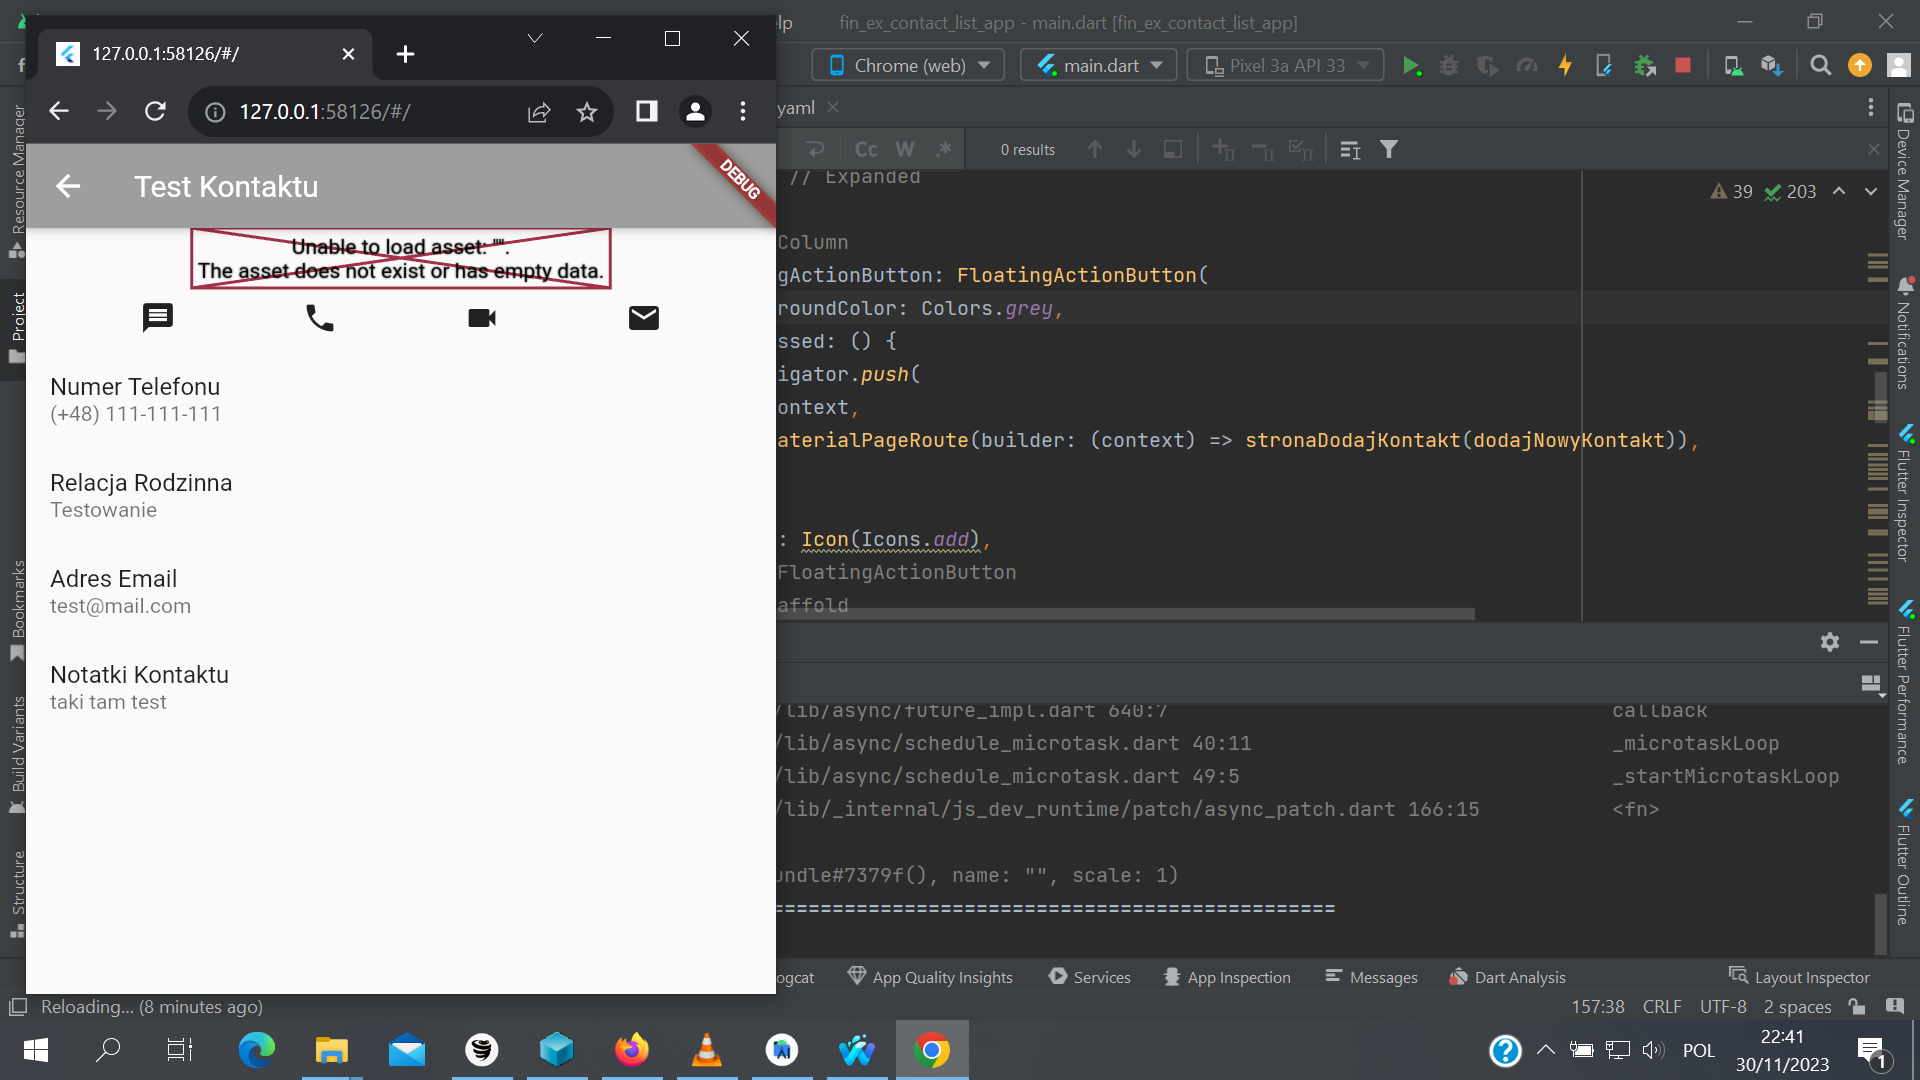 lp
fin_ex_contact_list_app - main.dart [fin_ex_contact_list_app]
127.0.0.1:58126/#/
Chrome (web)
main.dart
Pixel 3a API 33
127.0.0.1:58126/#/
yaml
Cc
W
.*
0 results
Test Kontaktu
DEBUG
// Expanded
39
203
Unable to load asset: "".
The asset does not exist or has empty data.
Column
gActionButton: FloatingActionButton(
roundColor: Colors.grey,
ssed: () {
igator.push(
ontext,
aterialPageRoute(builder: (context) => stronaDodajKontakt(dodajNowyKontakt)),
: Icon(Icons.add),
FloatingActionButton
affold
Numer Telefonu
(+48) 111-111-111
Relacja Rodzinna
Testowanie
Adres Email
test@mail.com
Notatki Kontaktu
taki tam test
/lib/async/future_impl.dart 640:7 callback
/lib/async/schedule_microtask.dart 40:11 _microtaskLoop
/lib/async/schedule_microtask.dart 49:5 _startMicrotaskLoop
/lib/_internal/js_dev_runtime/patch/async_patch.dart 166:15 <fn>
undle#7379f(), name: "", scale: 1)
===============================================
Resource Manager
Project
Bookmarks
Build Variants
Structure
Device Manager
Notifications
Flutter Inspector
Flutter Performance
Flutter Outline
ogcat
App Quality Insights
Services
App Inspection
Messages
Dart Analysis
Layout Inspector
Reloading... (8 minutes ago)
157:38
CRLF
UTF-8
2 spaces
POL
22:41
30/11/2023
1